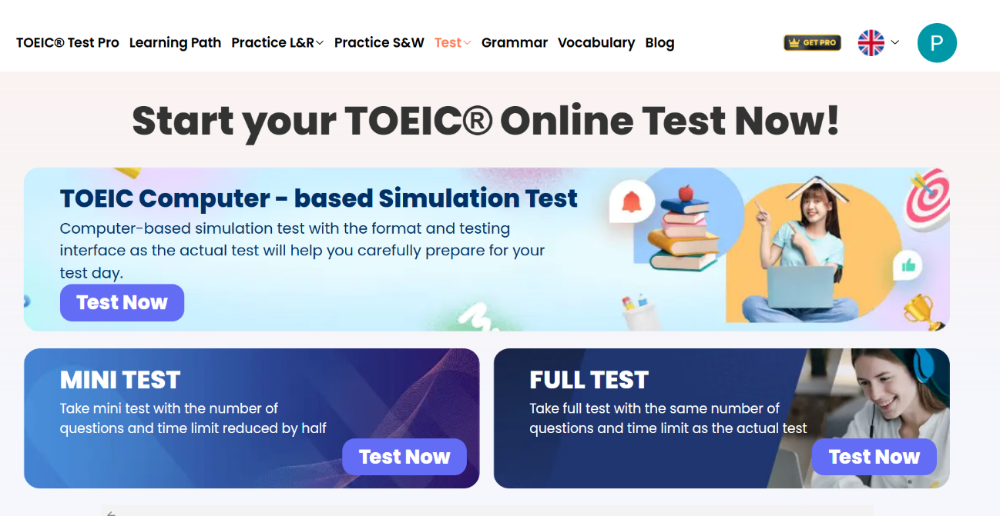 TOEIC® Test Pro Learning Path Practice L&R Practice S&W Test Grammar Vocabulary Blog GET PRO P
Start your TOEIC® Online Test Now!
TOEIC Computer - based Simulation Test
Computer-based simulation test with the format and testing
interface as the actual test will help you carefully prepare for your
test day.
Test Now
MINI TEST
Take mini test with the number of
questions and time limit reduced by half
Test Now
FULL TEST
Take full test with the same number of
questions and time limit as the actual test
Test Now